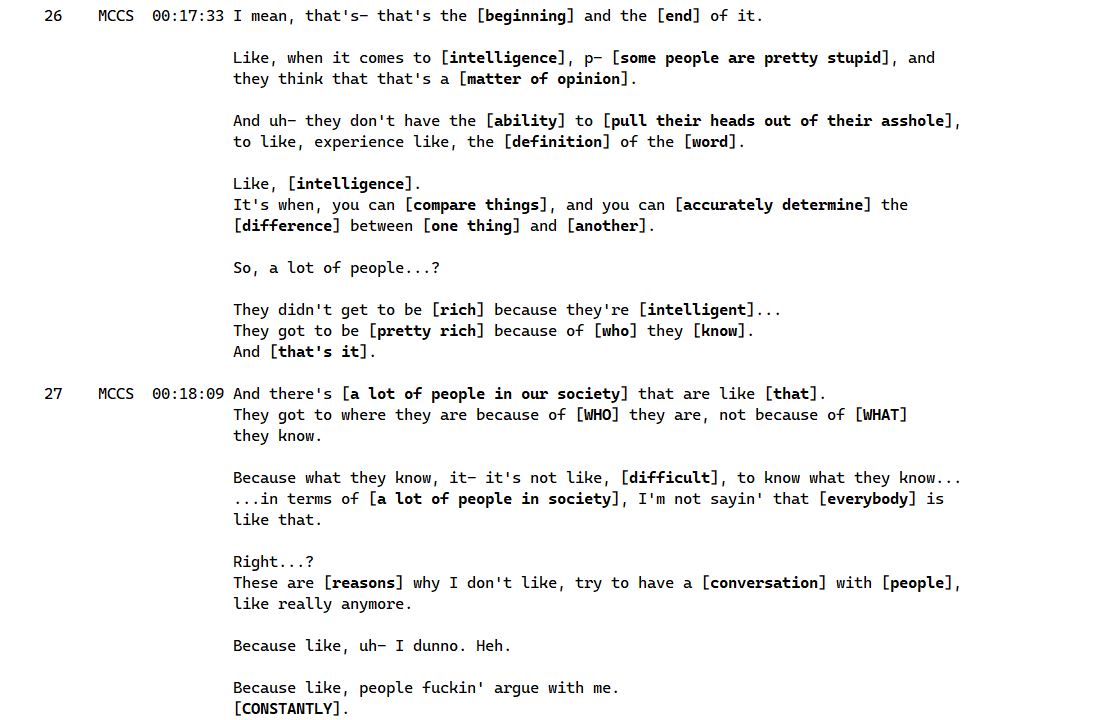 26 MCCS 00:17:33 I mean, that's- that's the [beginning] and the [end] of it.
Like, when it comes to [intelligence], p- [some people are pretty stupid], and
they think that that's a [matter of opinion].
And uh- they don't have the [ability] to [pull their heads out of their asshole],
to like, experience like, the [definition] of the [word].
Like, [intelligence].
It's when, you can [compare things], and you can [accurately determine] the
[difference] between [one thing] and [another].
So, a lot of people...?
They didn't get to be [rich] because they're [intelligent]...
They got to be [pretty rich] because of [who] they [know].
And [that's it].
27 MCCS 00:18:09 And there's [a lot of people in our society] that are like [that].
They got to where they are because of [WHO] they are, not because of [WHAT]
they know.
Because what they know, it- it's not like, [difficult], to know what they know...
...in terms of [a lot of people in society], I'm not sayin' that [everybody] is
like that.
Right...?
These are [reasons] why I don't like, try to have a [conversation] with [people],
like really anymore.
Because like, uh- I dunno. Heh.
Because like, people fuckin' argue with me.
[CONSTANTLY].